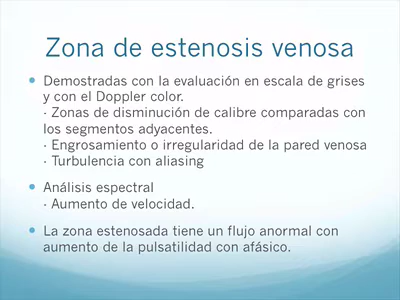 Zona de estenosis venosa
Demostradas con la evaluación en escala de grises
y con el Doppler color.
· Zonas de disminución de calibre comparadas con
los segmentos adyacentes.
· Engrosamiento o irregularidad de la pared venosa
· Turbulencia con aliasing
Análisis espectral
· Aumento de velocidad.
La zona estenosada tiene un flujo anormal con
aumento de la pulsatilidad con afásico.